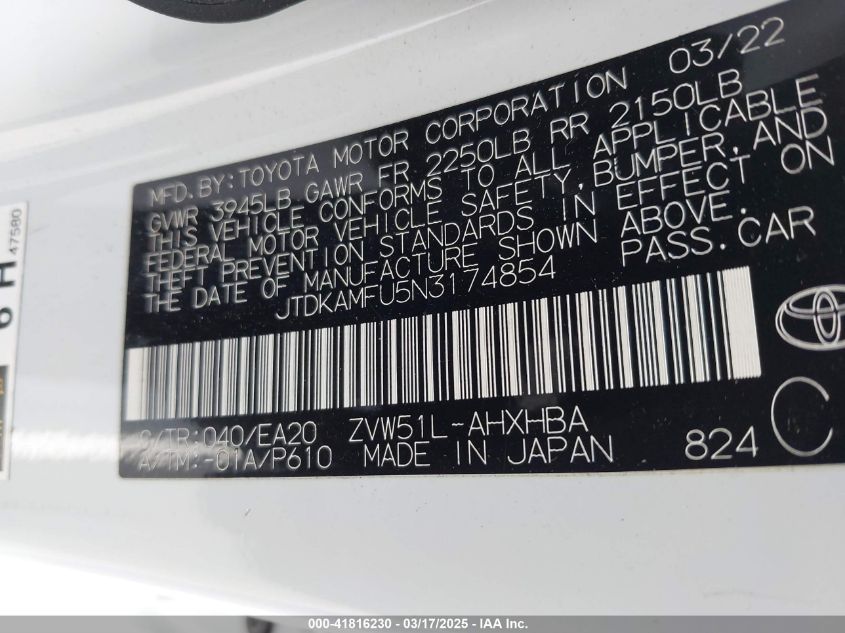 MFD. BY: TOYOTA MOTOR CORPORATION 03/22
GVWR 3945LB GAWR FR 2250LB RR 2150LB
THIS VEHICLE CONFORMS TO ALL APPLICABLE
FEDERAL MOTOR VEHICLE SAFETY, BUMPER, AND
THEFT PREVENTION STANDARDS IN EFFECT ON
THE DATE OF MANUFACTURE SHOWN ABOVE.
JTDKAMFU5N3174854 PASS. CAR
C/TR: 040/EA20 ZVW51L-AHXHBA
A/TM: -01A/P610 MADE IN JAPAN 824 C
47580
000-41816230 - 03/17/2025 - IAA Inc.